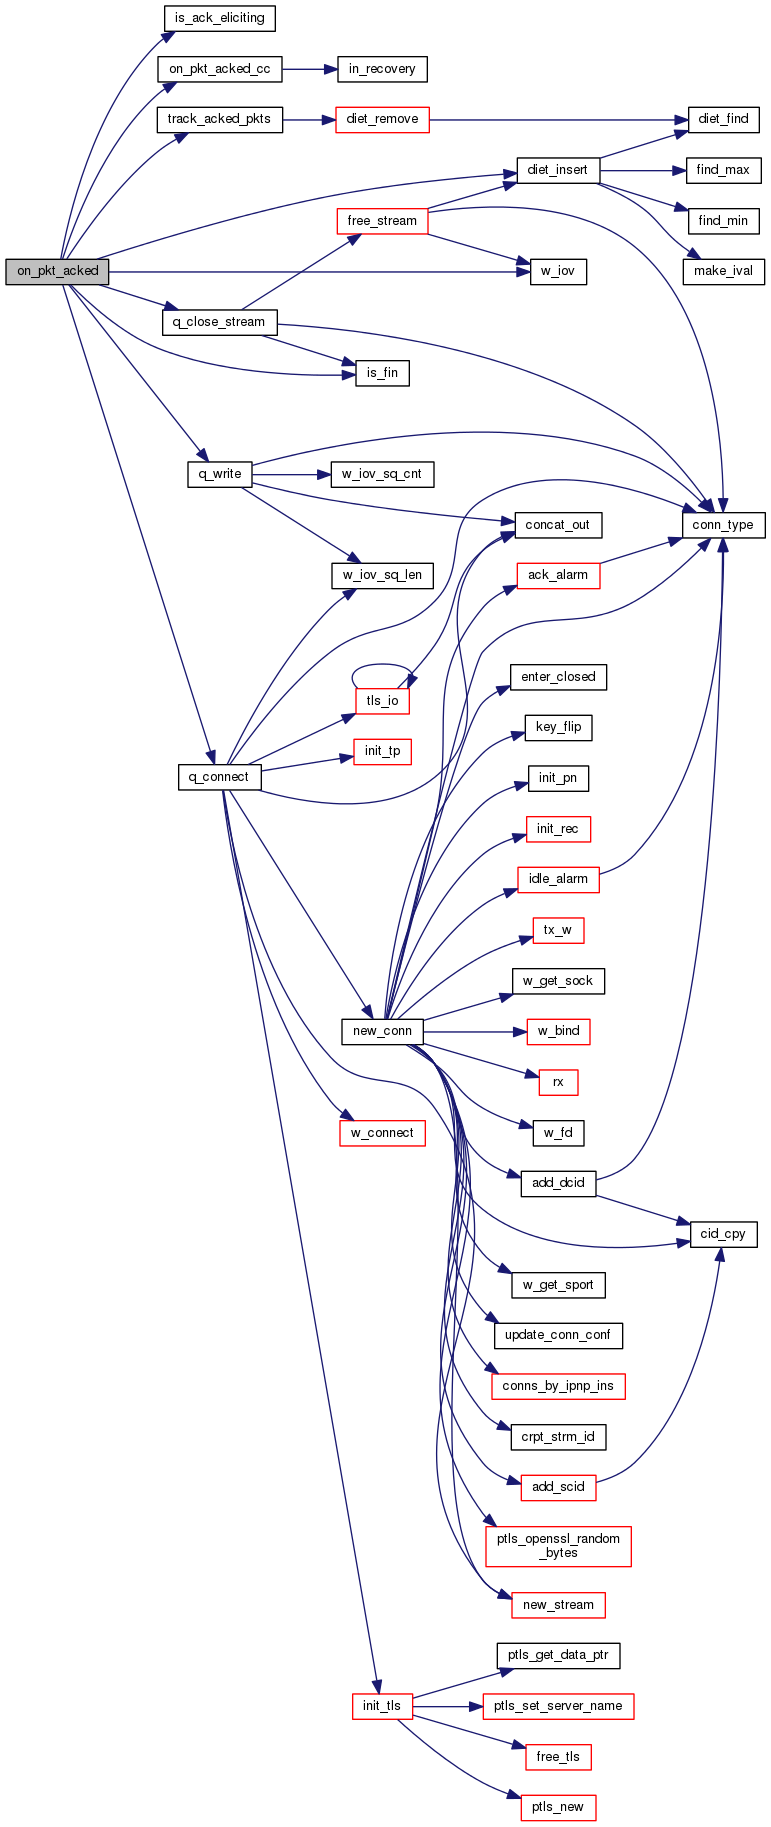 is_ack_eliciting
on_pkt_acked_cc
in_recovery
track_acked_pkts
diet_remove
diet_find
diet_insert
find_max
free_stream
find_min
on_pkt_acked
w_iov
make_ival
q_close_stream
is_fin
q_write
w_iov_sq_cnt
concat_out
conn_type
w_iov_sq_len
ack_alarm
enter_closed
tls_io
key_flip
init_tp
q_connect
init_pn
init_rec
idle_alarm
tx_w
w_get_sock
new_conn
w_bind
rx
w_connect
w_fd
add_dcid
cid_cpy
w_get_sport
update_conn_conf
conns_by_ipnp_ins
crpt_strm_id
add_scid
ptls_openssl_random
_bytes
new_stream
ptls_get_data_ptr
init_tls
ptls_set_server_name
free_tls
ptls_new